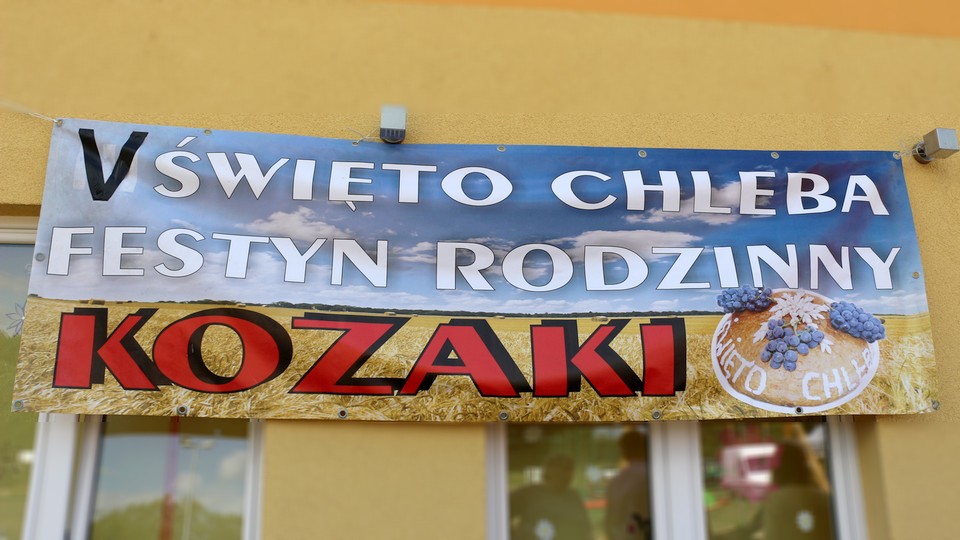 V ŚWIĘTO CHLEBA
FESTYN RODZINNY
KOZAKI
ŚWIĘTO CHLEBA